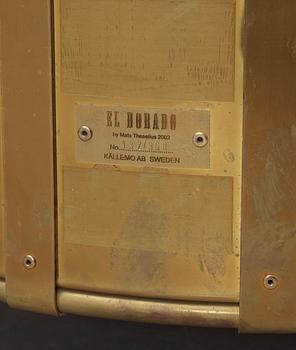 EL DORADO
by Mats Theselius 2002
No
KÄLLEMO AB SWEDEN